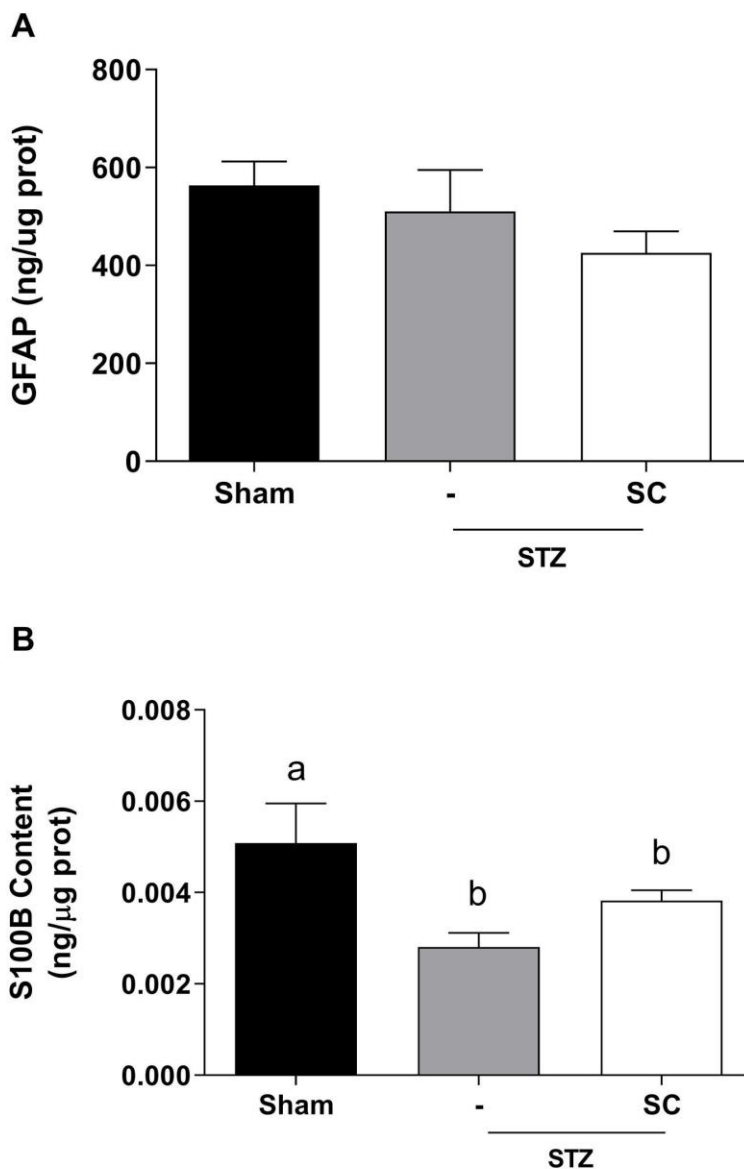 A
GFAP (ng/ug prot)
800
600
400
200
0
Sham
-
SC
STZ
B
S100B Content
(ng/μg prot)
0.008
0.006
0.004
0.002
0.000
a
b
b
Sham
-
SC
STZ